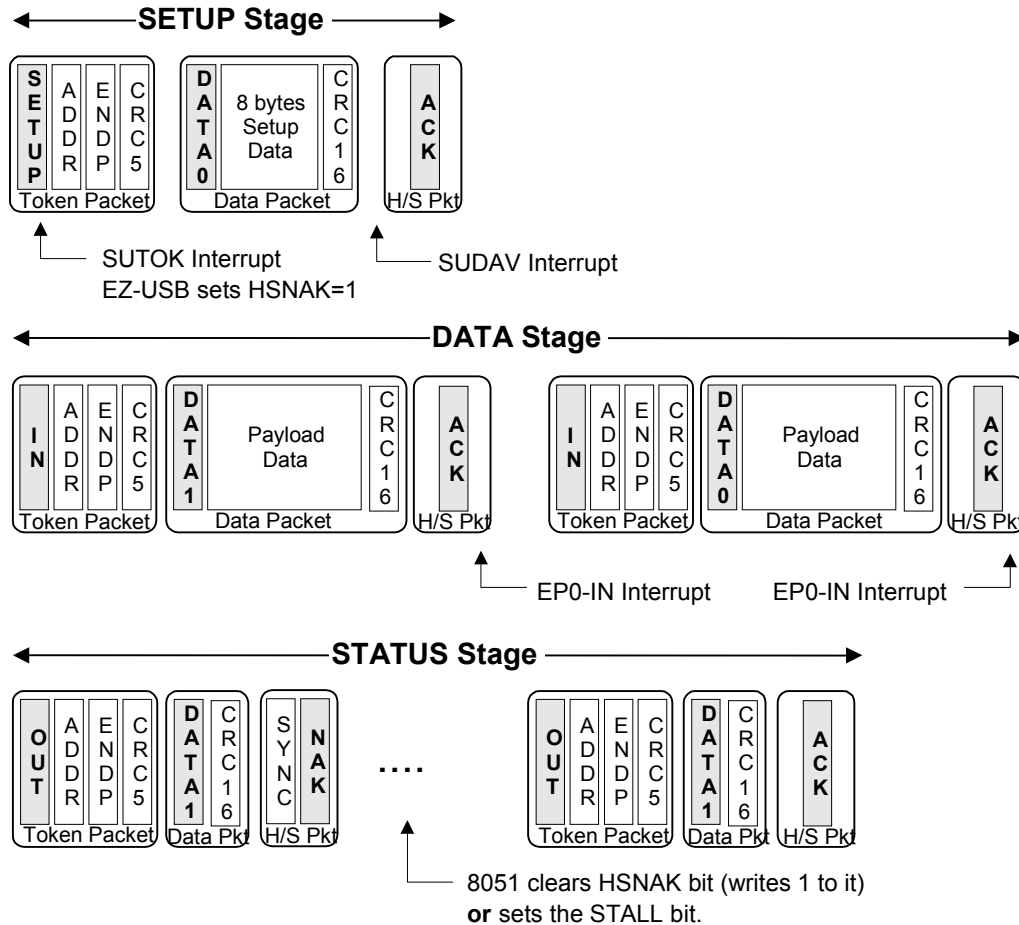 SETUP Stage
SETUP ADDR ENDP CRC5 DATA0 8 bytes Setup Data CRC16 ACK
Token Packet Data Packet H/S Pkt
SUTOK Interrupt
EZ-USB sets HSNAK=1
SUDAV Interrupt
DATA Stage
IN ADDR ENDP CRC5 DATA1 Payload Data CRC16 ACK IN ADDR ENDP CRC5 DATA0 Payload Data CRC16 ACK
Token Packet Data Packet H/S Pkt Token Packet Data Packet H/S Pkt
EP0-IN Interrupt EP0-IN Interrupt
STATUS Stage
OUT ADDR ENDP CRC5 DATA1 CRC16 SYNC NAK .... OUT ADDR ENDP CRC5 DATA1 CRC16 ACK
Token Packet Data Pkt H/S Pkt Token Packet Data Pkt H/S Pkt
8051 clears HSNAK bit (writes 1 to it)
or sets the STALL bit.